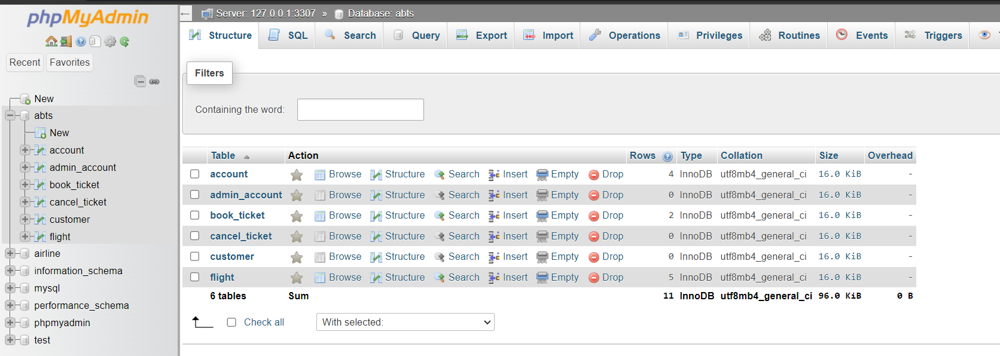 phpMyAdmin
Recent Favorites
New
abts
New
account
admin_account
book_ticket
cancel_ticket
customer
flight
airline
information_schema
mysql
performance_schema
phpmyadmin
test
Server: 127.0.0.1:3307 » Database: abts
Structure SQL Search Query Export Import Operations Privileges Routines Events Triggers
Filters
Containing the word:
Table Action Rows Type Collation Size Overhead
account Browse Structure Search Insert Empty Drop 4 InnoDB utf8mb4_general_ci 16.0 KiB -
admin_account Browse Structure Search Insert Empty Drop 0 InnoDB utf8mb4_general_ci 16.0 KiB -
book_ticket Browse Structure Search Insert Empty Drop 2 InnoDB utf8mb4_general_ci 16.0 KiB -
cancel_ticket Browse Structure Search Insert Empty Drop 0 InnoDB utf8mb4_general_ci 16.0 KiB -
customer Browse Structure Search Insert Empty Drop 0 InnoDB utf8mb4_general_ci 16.0 KiB -
flight Browse Structure Search Insert Empty Drop 5 InnoDB utf8mb4_general_ci 16.0 KiB -
6 tables Sum 11 InnoDB utf8mb4_general_ci 96.0 KiB 0 B
Check all With selected: